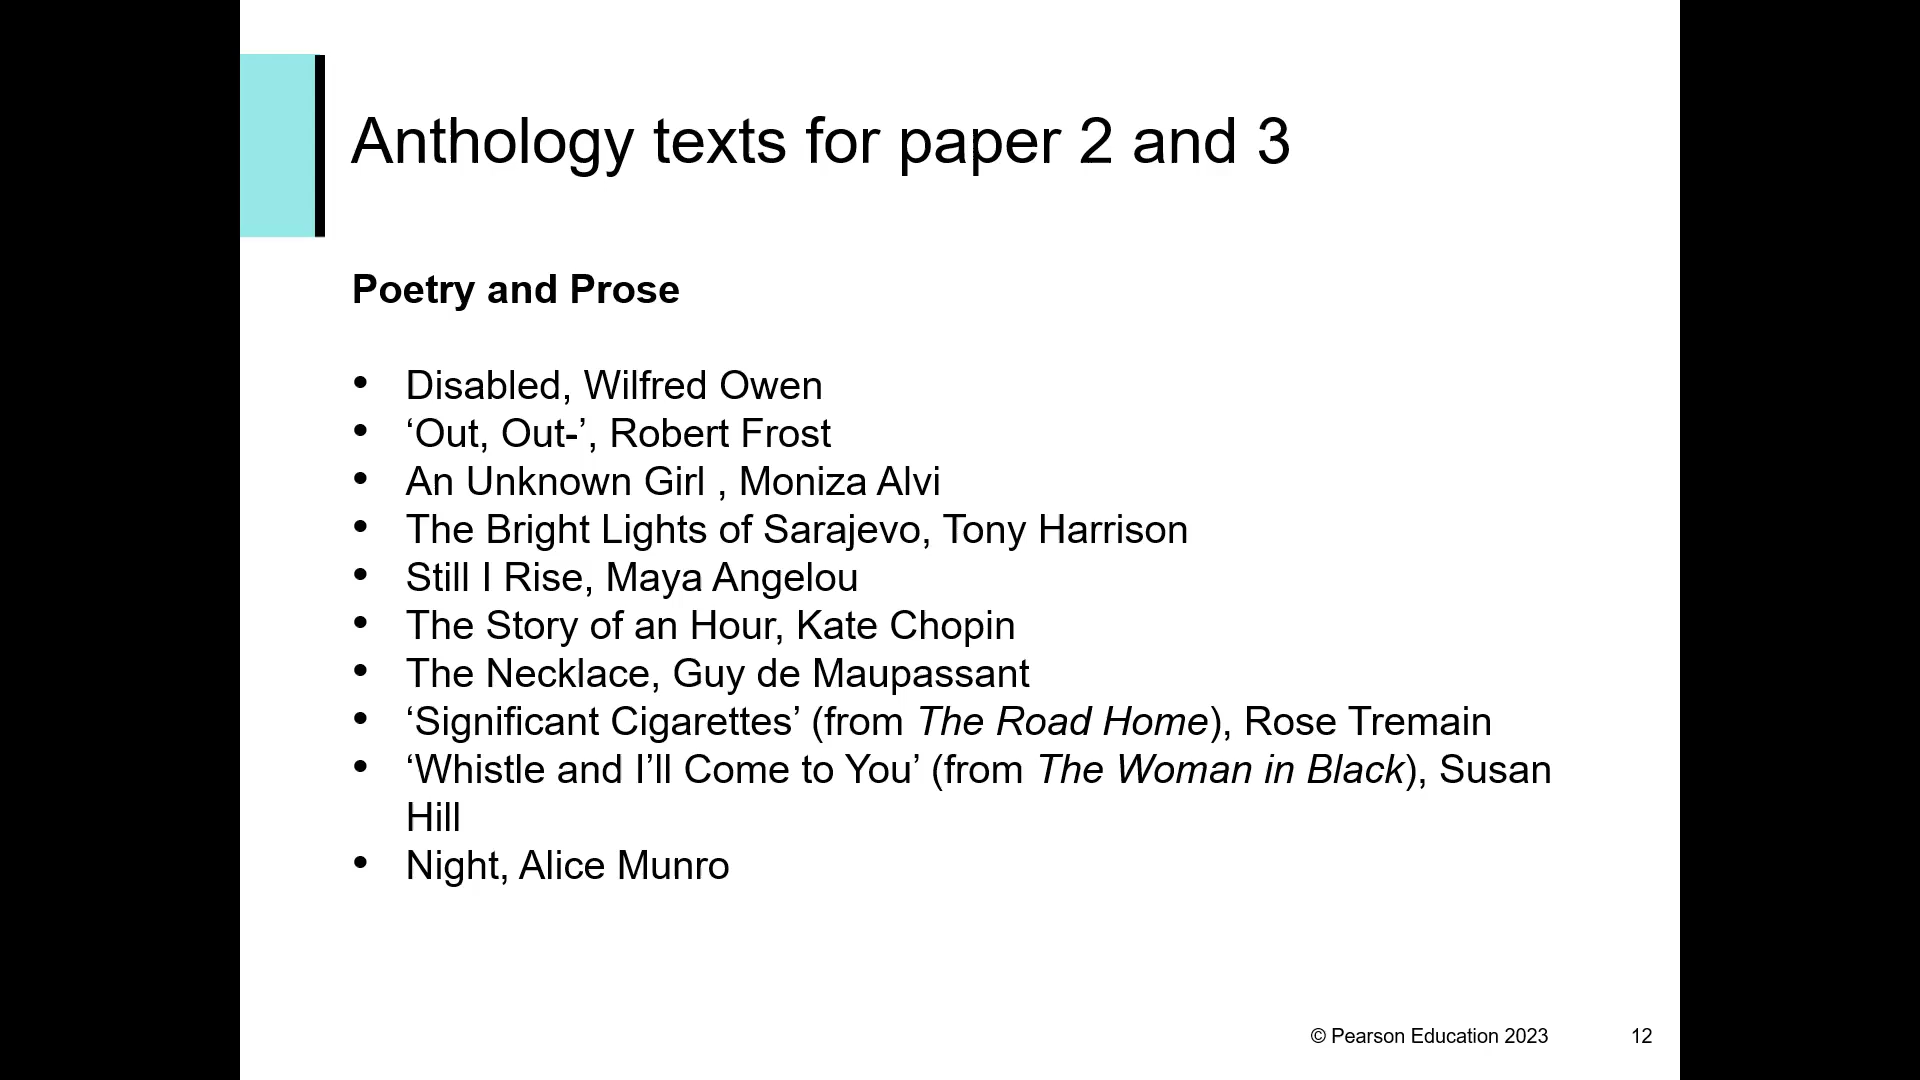 Anthology texts for paper 2 and 3
Poetry and Prose
• Disabled, Wilfred Owen
• ‘Out, Out-’, Robert Frost
• An Unknown Girl , Moniza Alvi
• The Bright Lights of Sarajevo, Tony Harrison
• Still I Rise, Maya Angelou
• The Story of an Hour, Kate Chopin
• The Necklace, Guy de Maupassant
• ‘Significant Cigarettes’ (from The Road Home), Rose Tremain
• ‘Whistle and I’ll Come to You’ (from The Woman in Black), Susan
Hill
• Night, Alice Munro
© Pearson Education 2023 12